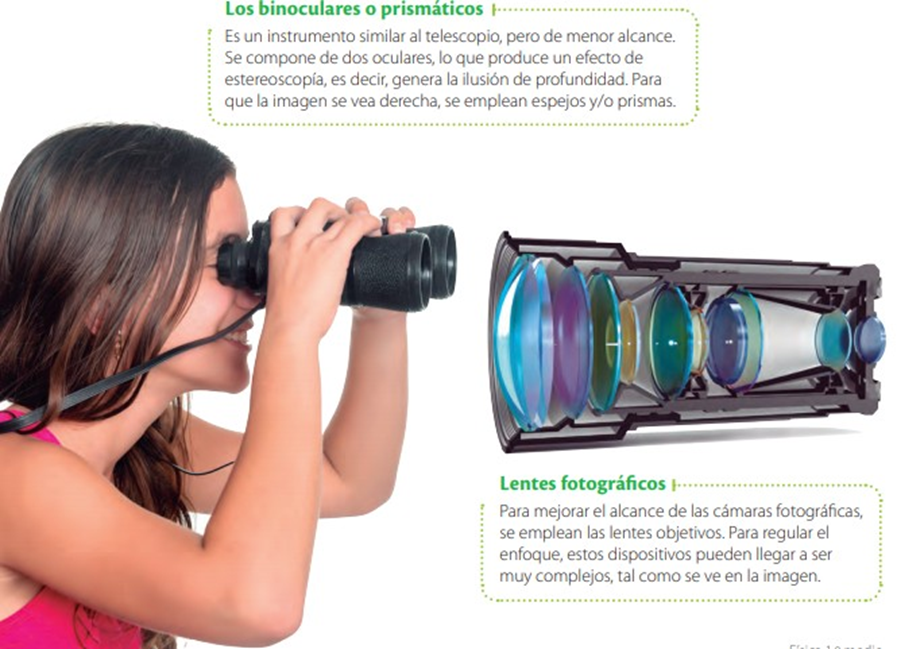 Los binoculares o prismáticos
Es un instrumento similar al telescopio, pero de menor alcance.
Se compone de dos oculares, lo que produce un efecto de
estereoscopía, es decir, genera la ilusión de profundidad. Para
que la imagen se vea derecha, se emplean espejos y/o prismas.
Lentes fotográficos
Para mejorar el alcance de las cámaras fotográficas,
se emplean las lentes objetivos. Para regular el
enfoque, estos dispositivos pueden llegar a ser
muy complejos, tal como se ve en la imagen.